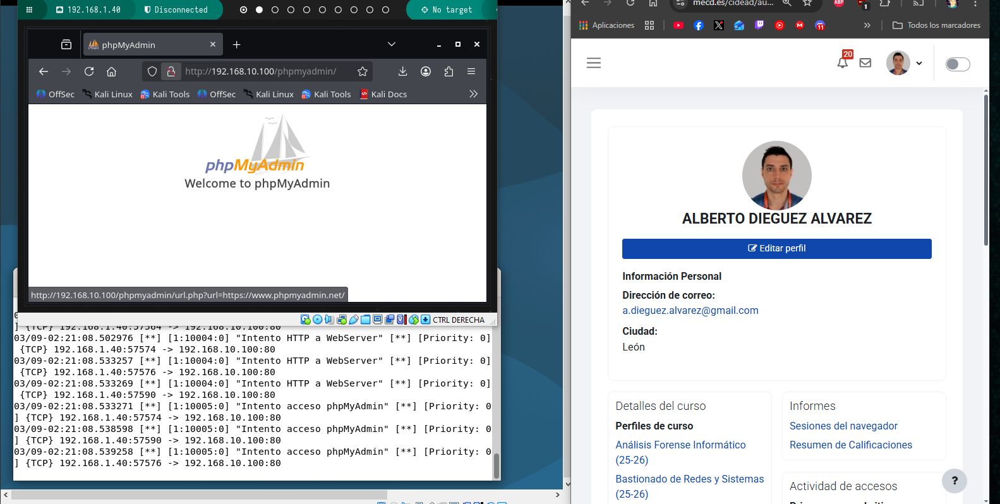 192.168.1.40
Disconnected
No target
phpMyAdmin
http://192.168.10.100/phpmyadmin/
OffSec
Kali Linux
Kali Tools
OffSec
Kali Linux
Kali Tools
Kali Docs
phpMyAdmin
Welcome to phpMyAdmin
http://192.168.10.100/phpmyadmin/url.php?url=https://www.phpmyadmin.net/
CTRL DERECHA
] {TCP} 192.168.1.40:57564 -> 192.168.10.100:80
03/09-02:21:08.502976 [**] [1:10004:0] "Intento HTTP a WebServer" [**] [Priority: 0]
{TCP} 192.168.1.40:57574 -> 192.168.10.100:80
03/09-02:21:08.533257 [**] [1:10004:0] "Intento HTTP a WebServer" [**] [Priority: 0]
{TCP} 192.168.1.40:57576 -> 192.168.10.100:80
03/09-02:21:08.533269 [**] [1:10004:0] "Intento HTTP a WebServer" [**] [Priority: 0]
{TCP} 192.168.1.40:57590 -> 192.168.10.100:80
03/09-02:21:08.533271 [**] [1:10005:0] "Intento acceso phpMyAdmin" [**] [Priority: 0
] {TCP} 192.168.1.40:57574 -> 192.168.10.100:80
03/09-02:21:08.538598 [**] [1:10005:0] "Intento acceso phpMyAdmin" [**] [Priority: 0
] {TCP} 192.168.1.40:57590 -> 192.168.10.100:80
03/09-02:21:08.539258 [**] [1:10005:0] "Intento acceso phpMyAdmin" [**] [Priority: 0
] {TCP} 192.168.1.40:57576 -> 192.168.10.100:80
mecd.es/cidead/au...
ABP
1
Aplicaciones
11
Todos los marcadores
20
ALBERTO DIEGUEZ ALVAREZ
Editar perfil
Información Personal
Dirección de correo:
a.dieguez.alvarez@gmail.com
Ciudad:
León
Detalles del curso
Perfiles de curso
Análisis Forense Informático
(25-26)
Bastionado de Redes y Sistemas
(25-26)
Informes
Sesiones del navegador
Resumen de Calificaciones
Actividad de accesos
?